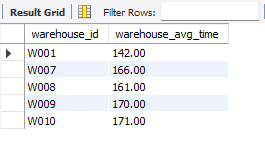 Result Grid Filter Rows:
warehouse_id warehouse_avg_time
W001 142.00
W007 166.00
W008 161.00
W009 170.00
W010 171.00